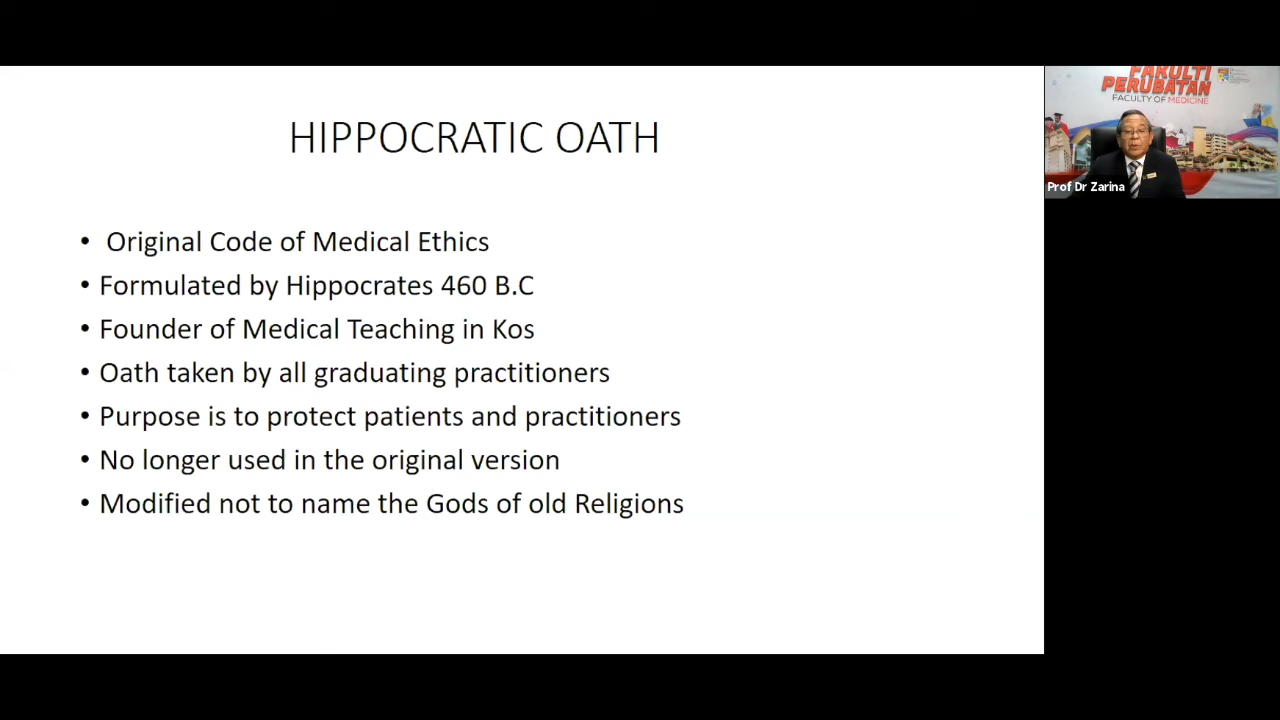 HIPPOCRATIC OATH
• Original Code of Medical Ethics
• Formulated by Hippocrates 460 B.C
• Founder of Medical Teaching in Kos
• Oath taken by all graduating practitioners
• Purpose is to protect patients and practitioners
• No longer used in the original version
• Modified not to name the Gods of old Religions
FAKULTI
PERUBATAN
FACULTY OF MEDICINE
Prof Dr Zarina